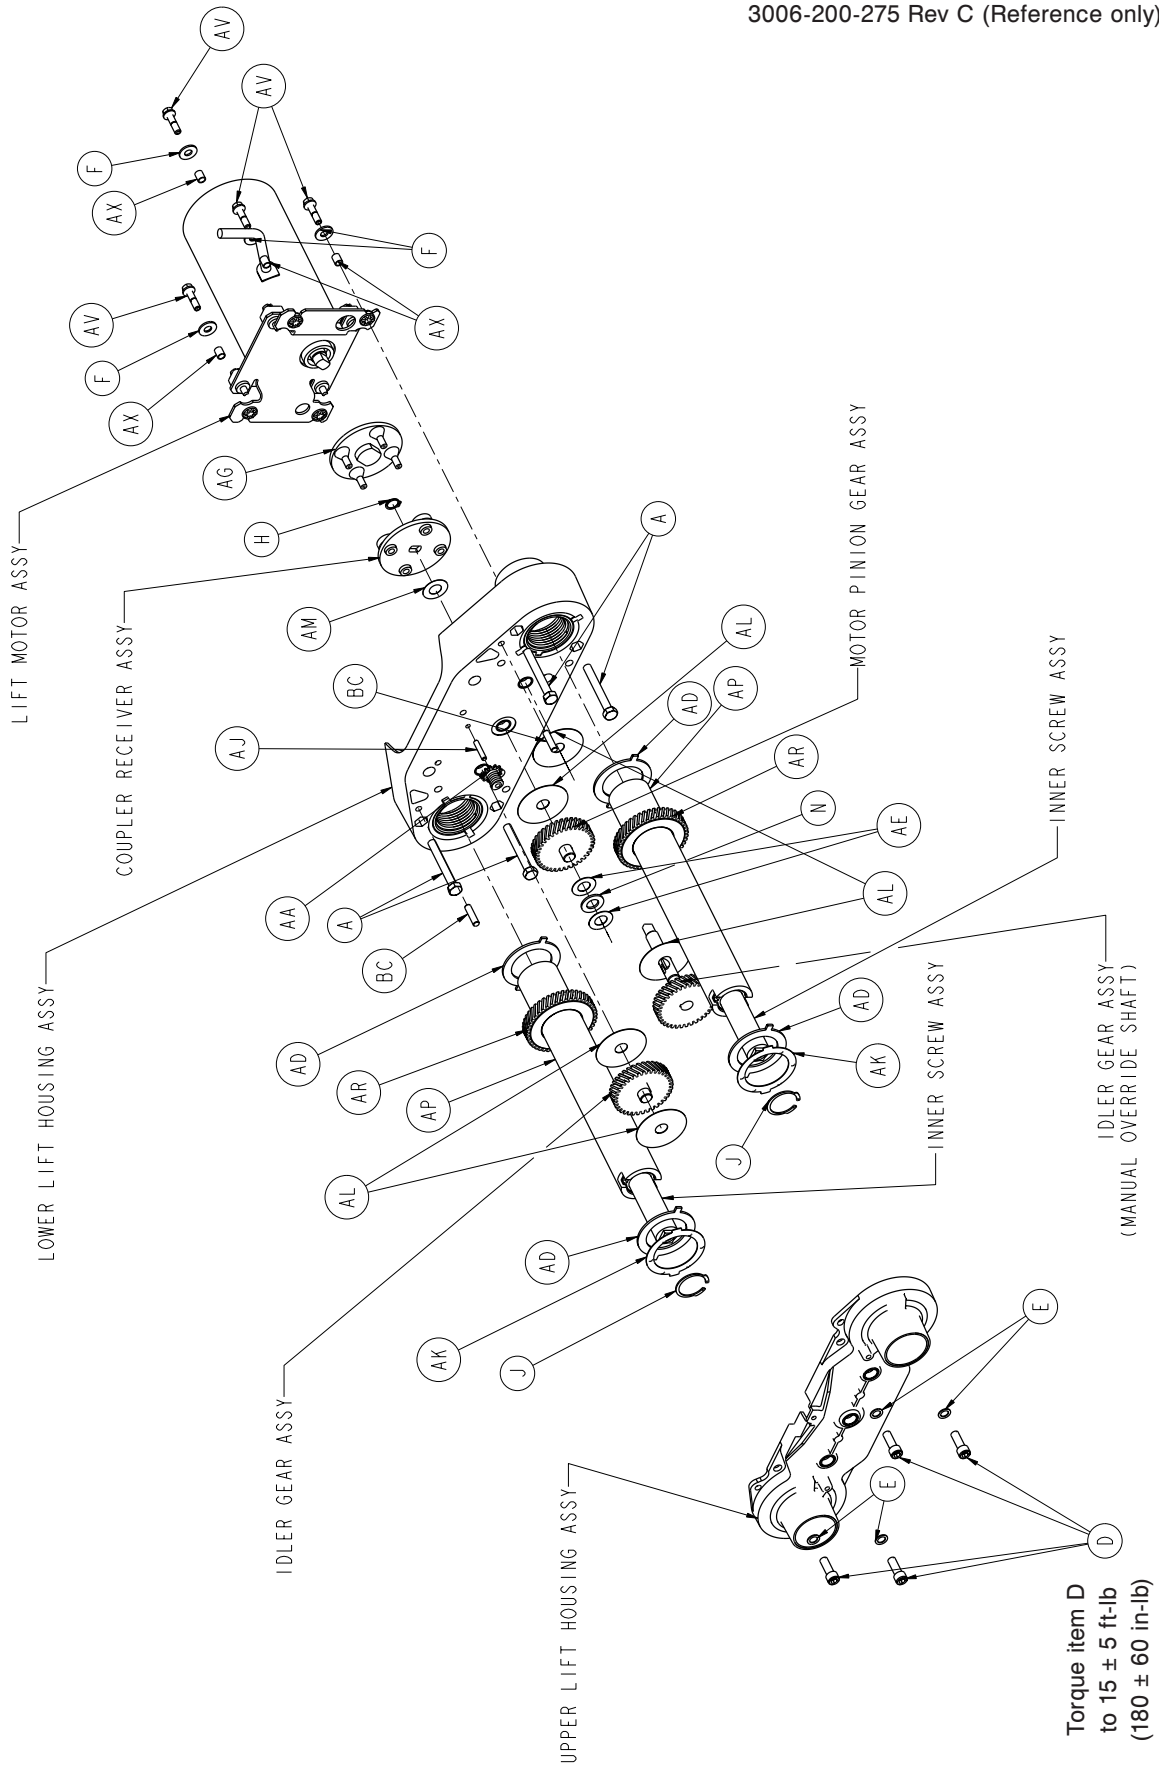 3006-200-275 Rev C (Reference only)
AV
AV
F
AX
AV
F
F
AX
AX
AG
H
A
AM
LIFT MOTOR ASSY
COUPLER RECEIVER ASSY
MOTOR PINION GEAR ASSY
AL
BC
AP
AD
AJ
AR
N
AE
INNER SCREW ASSY
AA
A
AL
BC
LOWER LIFT HOUSING ASSY
AD
AR
AP
AD
AK
INNER SCREW ASSY
IDLER GEAR ASSY
(MANUAL OVERRIDE SHAFT)
J
AL
AD
AK
J
IDLER GEAR ASSY
E
E
UPPER LIFT HOUSING ASSY
D
Torque item D
to 15 ± 5 ft-lb
(180 ± 60 in-lb)